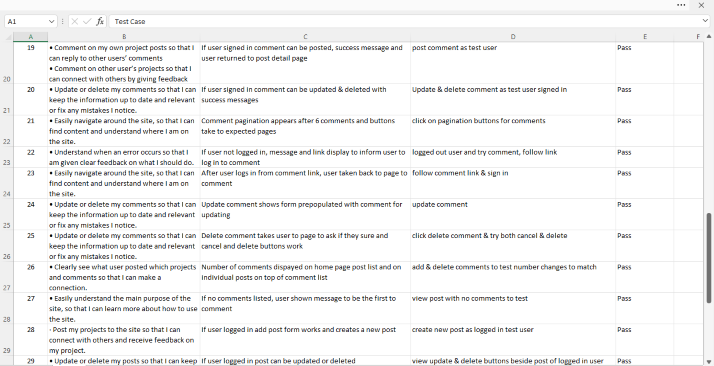 A1 fx Test Case
A B C D E F
19 • Comment on my own project posts so that I If user signed in comment can be posted, success message and post comment as test user Pass
can reply to other users' comments user returned to post detail page
• Comment on other user's projects so that I
20 can connect with others by giving feedback
20 • Update or delete my comments so that I can If user signed in comment can be updated & deleted with Update & delete comment as test user signed in Pass
keep the information up to date and relevant success messages
21 or fix any mistakes I notice.
21 • Easily navigate around the site, so that I can Comment pagination appears after 6 comments and buttons click on pagination buttons for comments Pass
find content and understand where I am on take to expected pages
22 the site.
22 • Understand when an error occurs so that I If user not logged in, message and link display to inform user to logged out user and try comment, follow link Pass
23 am given clear feedback on what I should do. log in to comment
23 • Easily navigate around the site, so that I can After user logs in from comment link, user taken back to page to follow comment link & sign in Pass
find content and understand where I am on comment
24 the site.
24 • Update or delete my comments so that I can Update comment shows form prepopulated with comment for update comment Pass
keep the information up to date and relevant updating
25 or fix any mistakes I notice.
25 • Update or delete my comments so that I can Delete comment takes user to page to ask if they sure and click delete comment & try both cancel & delete Pass
keep the information up to date and relevant cancel and delete buttons work
26 or fix any mistakes I notice.
26 • Clearly see what user posted which projects Number of comments dispayed on home page post list and on add & delete comments to test number changes to match Pass
and comments so that I can make a individual posts on top of comment list
27 connection.
27 • Easily understand the main purpose of the If no comments listed, user shown message to be the first to view post with no comments to test Pass
site, so that I can learn more about how to use comment
28 the site.
28 - Post my projects to the site so that I can If user logged in add post form works and creates a new post create new post as logged in test user Pass
connect with others and receive feedback on
29 my project.
29 • Update or delete my posts so that I can keep If user logged in post can be updated or deleted view update & delete buttons beside post of logged in user Pass